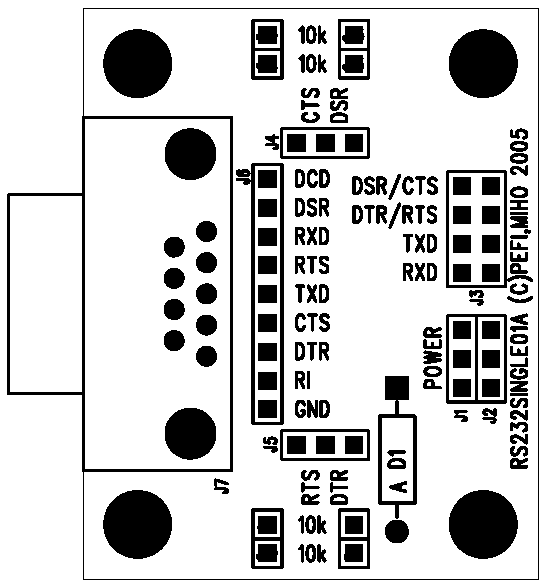 10k
10k
CTS
DSR
J4
J6
DCD
DSR
RXD
RTS
TXD
CTS
DTR
RI
GND
DSR/CTS
DTR/RTS
TXD
RXD
J3
POWER
J1
J2
RS232SINGLE01A (C)PEFI,MIHO 2005
J5
RTS
DTR
A D1
J7
10k
10k